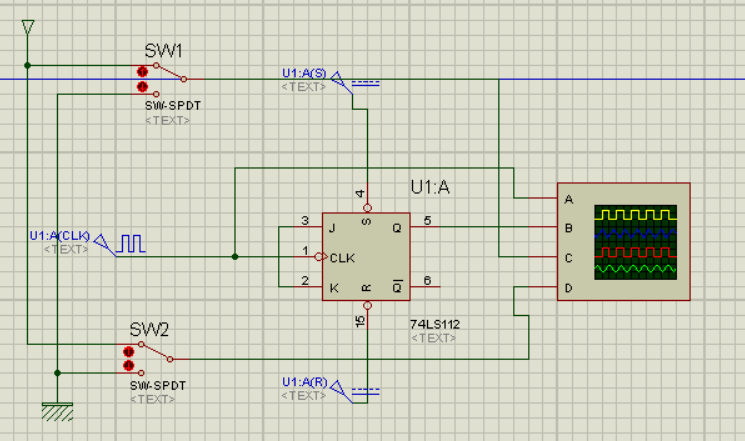 SW1
SW-SPDT
<TEXT>
U1:A(S)
<TEXT>
U1:A
4
S
3
J
Q
5
U1:A(CLK)
<TEXT>
1
CLK
2
K
R
Q
6
15
74LS112
<TEXT>
A
B
C
D
SW2
SW-SPDT
<TEXT>
U1:A(R)
<TEXT>